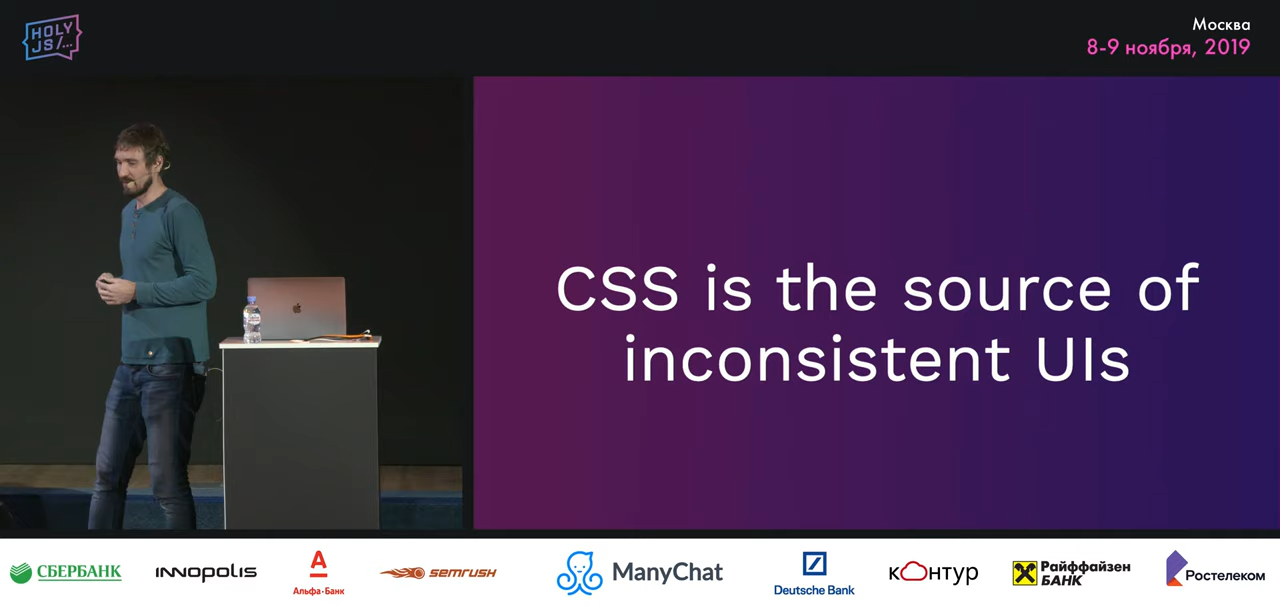 HOLY
JS/...
Москва
8-9 ноября, 2019
CSS is the source of
inconsistent UIs
СБЕРБАНК
INNOPOLIS
Альфа·Банк
semrush
ManyChat
Deutsche Bank
кОнтур
Райффайзен
БАНК
Ростелеком